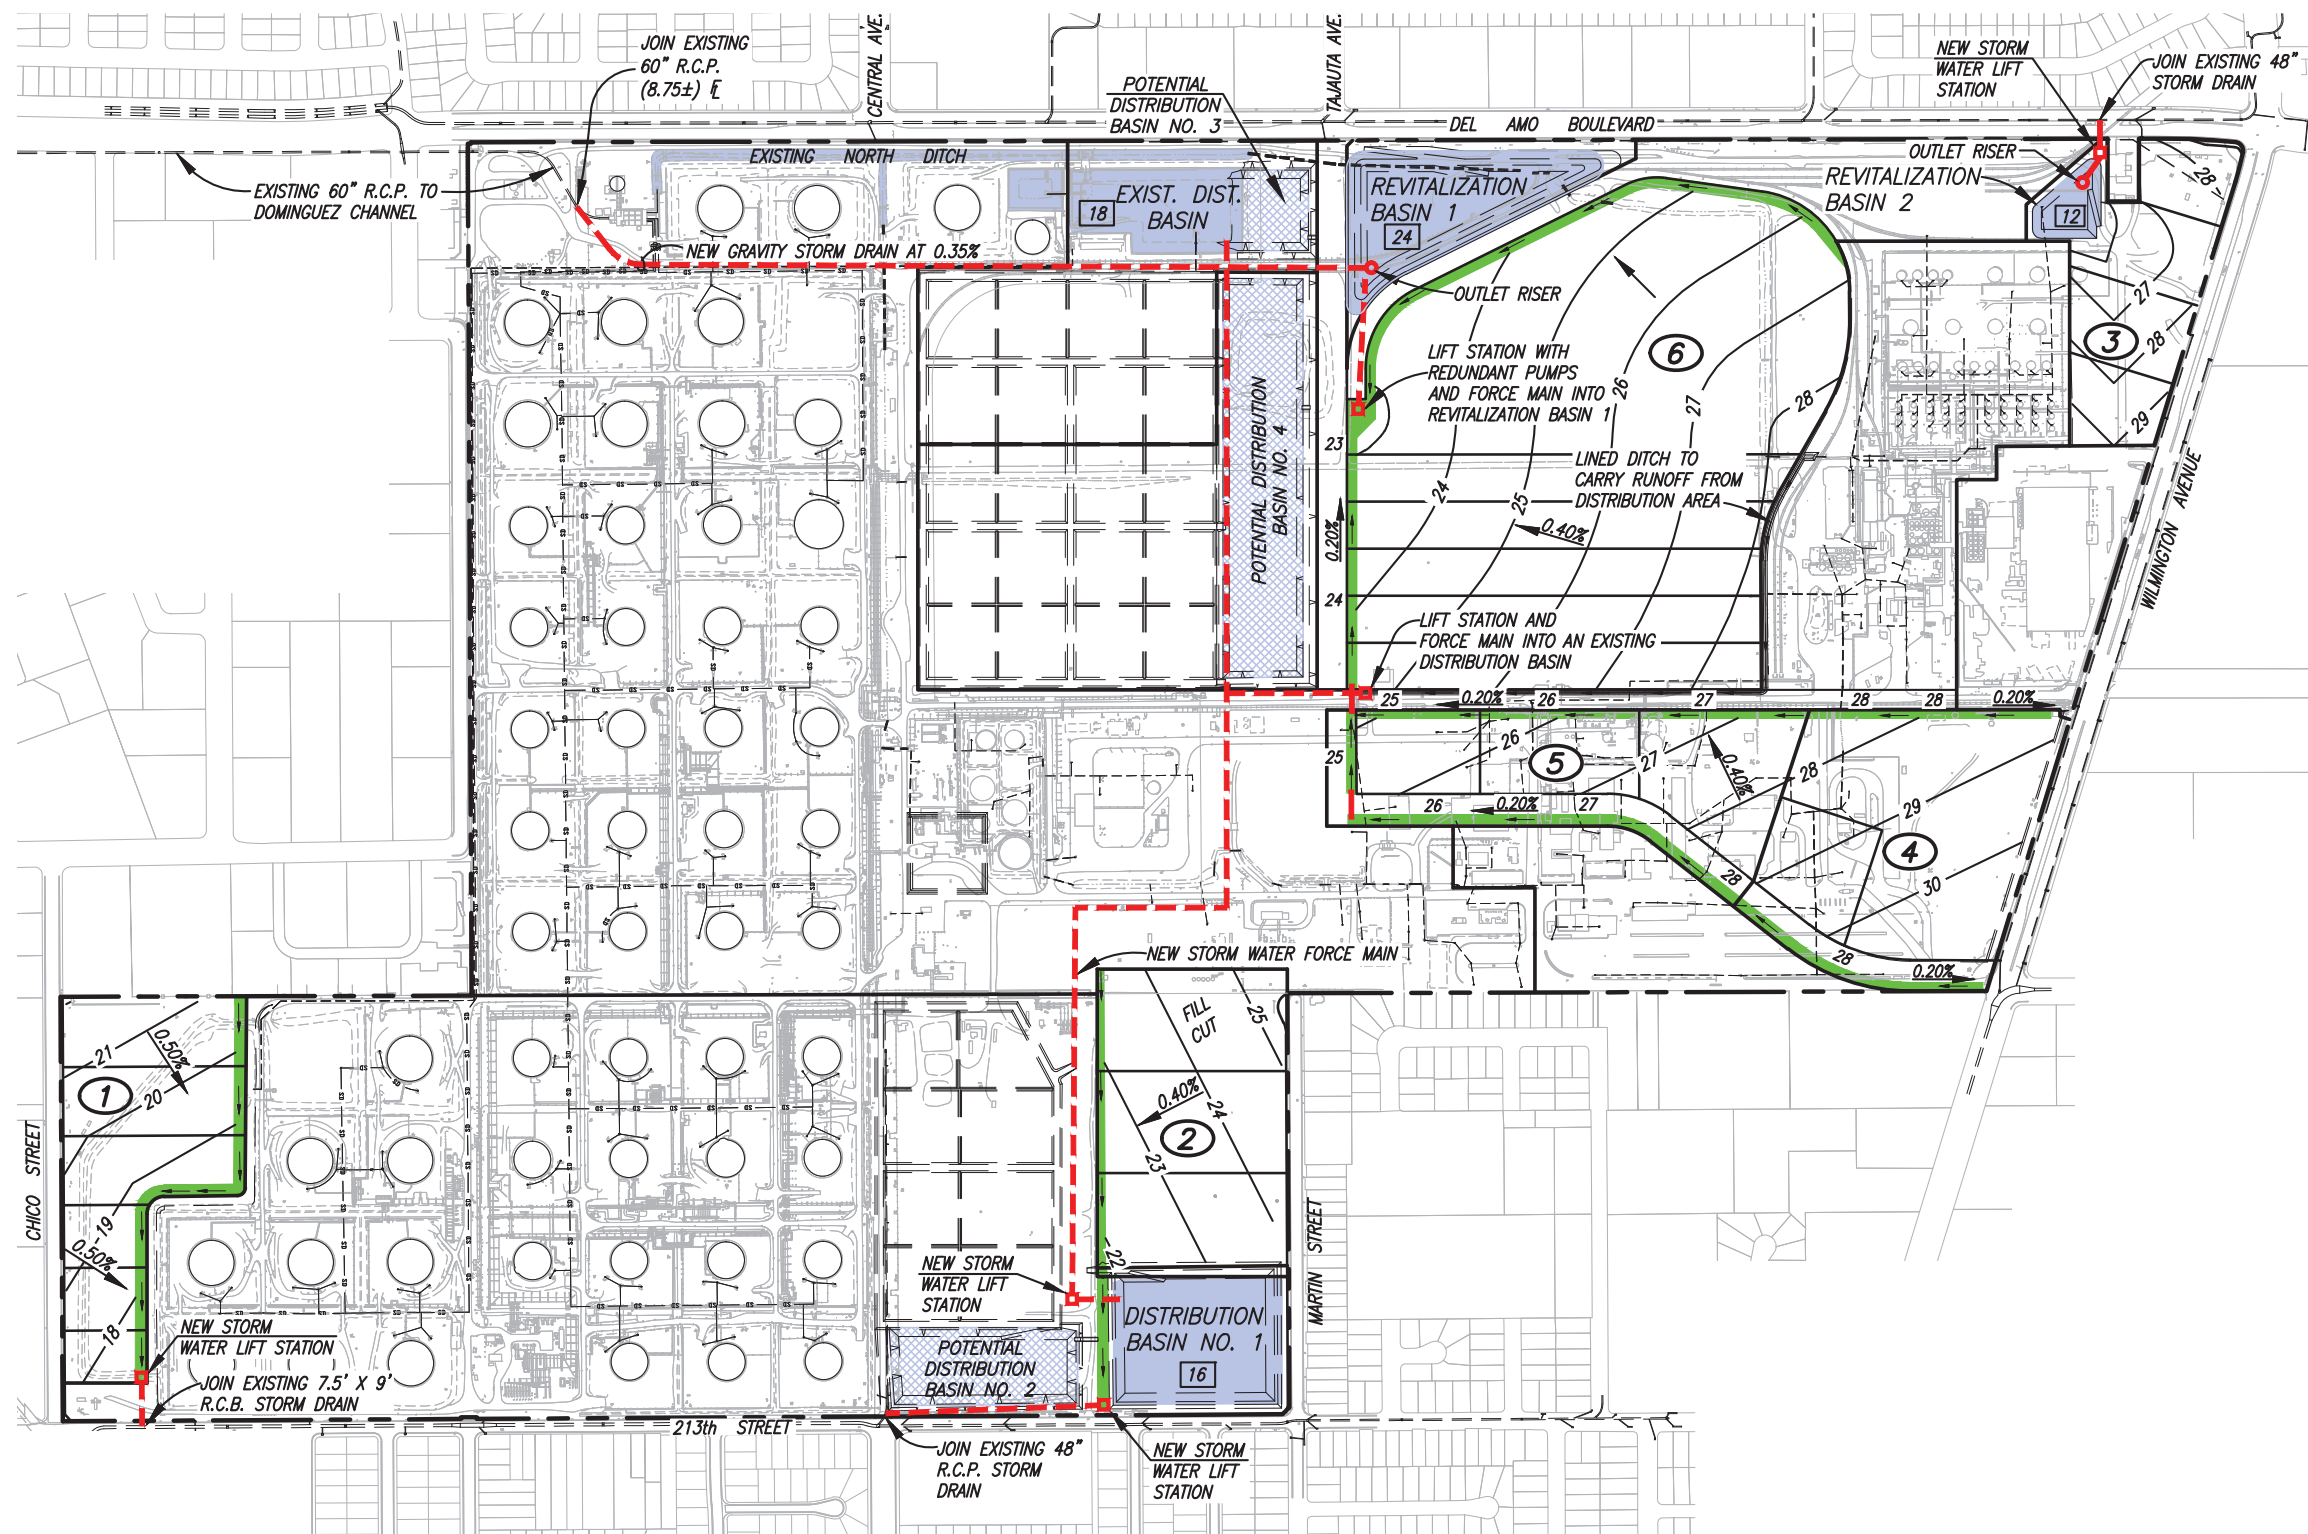 JOIN EXISTING
60" R.C.P.
(8.75±) ℄
CENTRAL AVE.
POTENTIAL
DISTRIBUTION
BASIN NO. 3
TAJAUTA AVE.
DEL AMO BOULEVARD
NEW STORM
WATER LIFT
STATION
JOIN EXISTING 48"
STORM DRAIN
OUTLET RISER
EXISTING 60" R.C.P. TO
DOMINGUEZ CHANNEL
EXISTING NORTH DITCH
EXIST. DIST.
BASIN
18
REVITALIZATION
BASIN 1
24
REVITALIZATION
BASIN 2
12
28
NEW GRAVITY STORM DRAIN AT 0.35%
OUTLET RISER
27
3
28
29
LIFT STATION WITH
REDUNDANT PUMPS
AND FORCE MAIN INTO
REVITALIZATION BASIN 1
6
26
27
28
23
24
25
POTENTIAL DISTRIBUTION
BASIN NO. 4
LINED DITCH TO
CARRY RUNOFF FROM
DISTRIBUTION AREA
0.40%
0.20%
24
WILMINGTON AVENUE
LIFT STATION AND
FORCE MAIN INTO AN EXISTING
DISTRIBUTION BASIN
25
0.20%
26
27
28
28
0.20%
25
26
5
27
0.40%
28
29
4
30
26
0.20%
27
28
28
0.20%
NEW STORM WATER FORCE MAIN
FILL
CUT
25
24
0.40%
2
23
22
21
0.50%
1
20
19
0.50%
18
CHICO STREET
MARTIN STREET
NEW STORM
WATER LIFT
STATION
DISTRIBUTION
BASIN NO. 1
16
NEW STORM
WATER LIFT STATION
JOIN EXISTING 7.5' X 9'
R.C.B. STORM DRAIN
POTENTIAL
DISTRIBUTION
BASIN NO. 2
213th STREET
JOIN EXISTING 48"
R.C.P. STORM
DRAIN
NEW STORM
WATER LIFT
STATION